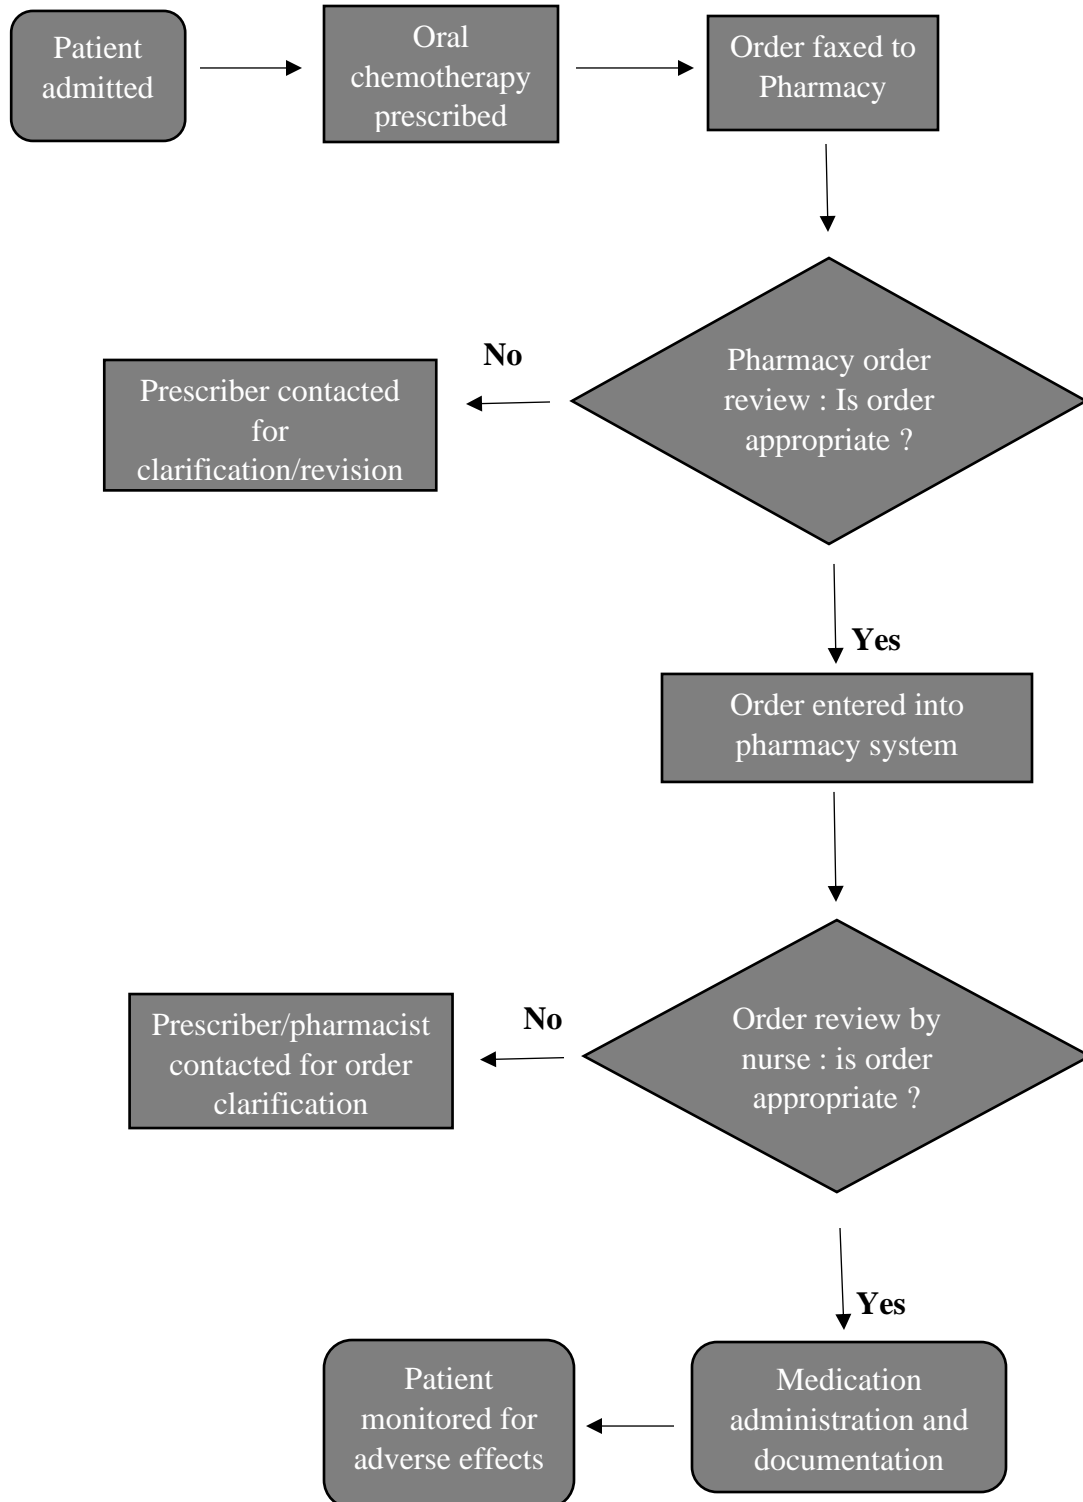 Patient
admitted
Oral
chemotherapy
prescribed
Order faxed to
Pharmacy
Pharmacy order
review : Is order
appropriate ?
No
Prescriber contacted
for
clarification/revision
Yes
Order entered into
pharmacy system
Order review by
nurse : is order
appropriate ?
No
Prescriber/pharmacist
contacted for order
clarification
Yes
Medication
administration and
documentation
Patient
monitored for
adverse effects